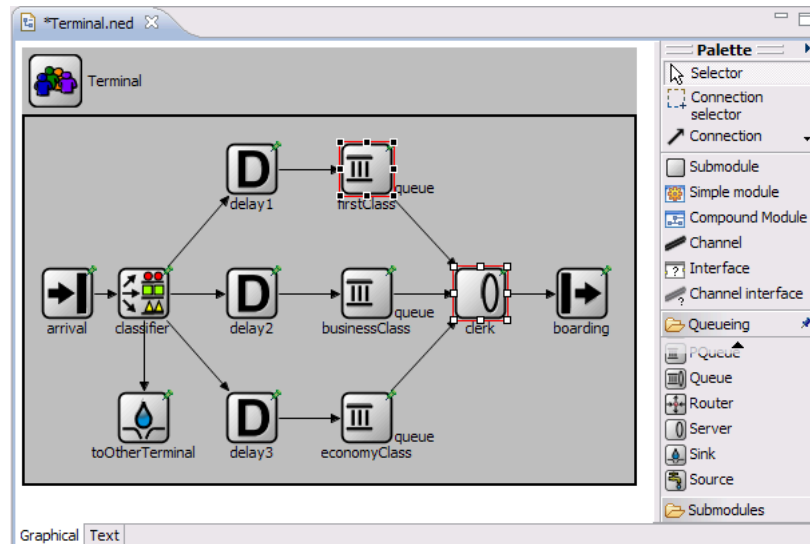 *Terminal.ned
Terminal
D
delay1
queue
firstClass
arrival
classifier
D
delay2
queue
businessClass
clerk
boarding
toOtherTerminal
D
delay3
queue
economyClass
Graphical Text
Palette
Selector
Connection
selector
Connection
Submodule
Simple module
Compound Module
Channel
Interface
?
Channel interface
?
Queueing
PQueue
Queue
Router
Server
Sink
Source
Submodules